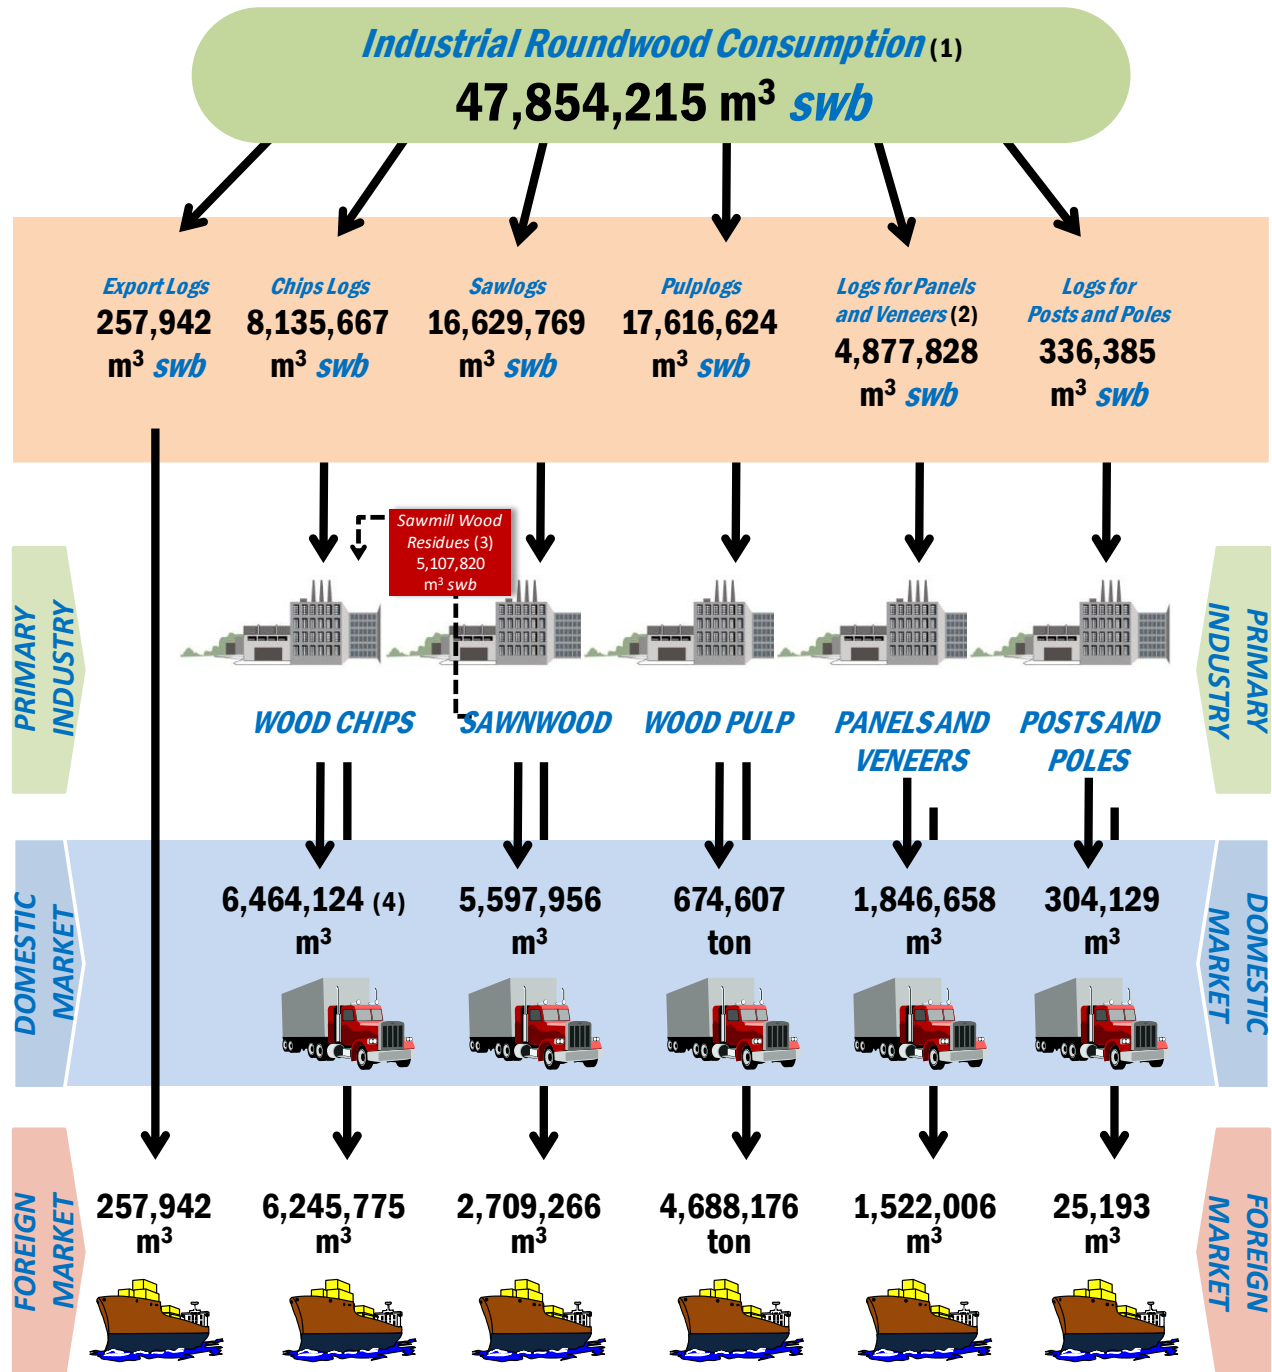 Industrial Roundwood Consumption (1)
47,854,215 m³ swb
Export Logs
257,942
m³ swb
Chips Logs
8,135,667
m³ swb
Sawlogs
16,629,769
m³ swb
Pulplogs
17,616,624
m³ swb
Logs for Panels
and Veneers (2)
4,877,828
m³ swb
Logs for
Posts and Poles
336,385
m³ swb
Sawmill Wood
Residues (3)
5,107,820
m³ swb
PRIMARY
INDUSTRY
PRIMARY
INDUSTRY
WOOD CHIPS
SAWNWOOD
WOOD PULP
PANELS AND
VENEERS
POSTS AND
POLES
DOMESTIC
MARKET
6,464,124 (4)
m³
5,597,956
m³
674,607
ton
1,846,658
m³
304,129
m³
DOMESTIC
MARKET
FOREIGN
MARKET
257,942
m³
6,245,775
m³
2,709,266
m³
4,688,176
ton
1,522,006
m³
25,193
m³
FOREIGN
MARKET